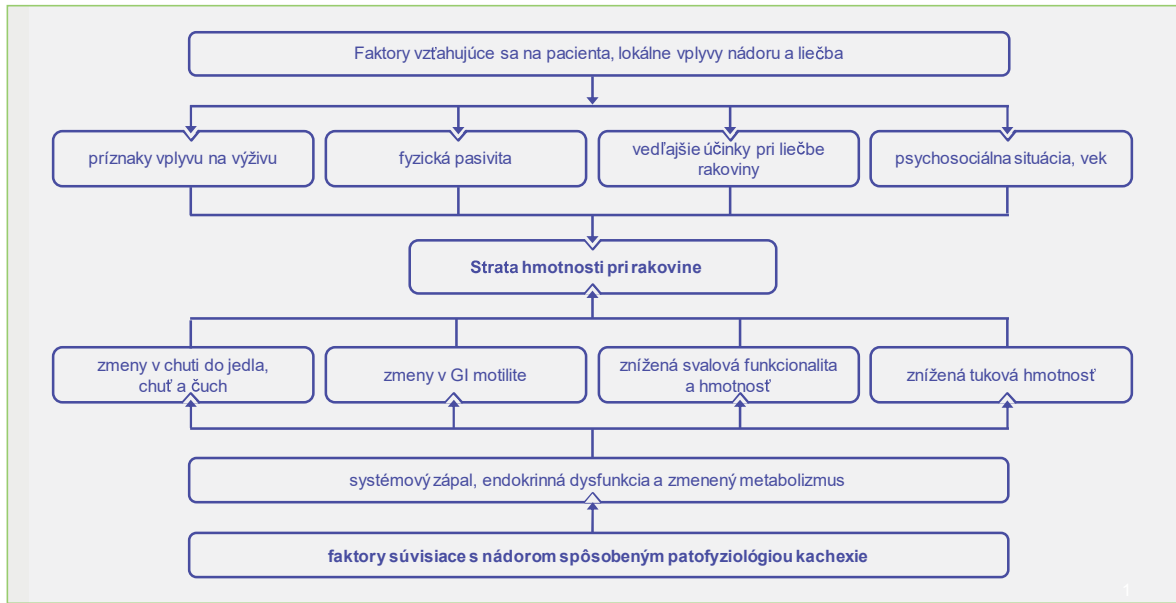 Faktory vzťahujúce sa na pacienta, lokálne vplyvy nádoru a liečba
príznaky vplyvu na výživu
fyzická pasivita
vedľajšie účinky pri liečbe
rakoviny
psychosociálna situácia, vek
Strata hmotnosti pri rakovine
zmeny v chuti do jedla,
chuť a čuch
zmeny v GI motilite
znížená svalová funkcionalita
a hmotnosť
znížená tuková hmotnosť
systémový zápal, endokrinná dysfunkcia a zmenený metabolizmus
faktory súvisiace s nádorom spôsobeným patofyziológiou kachexie
1